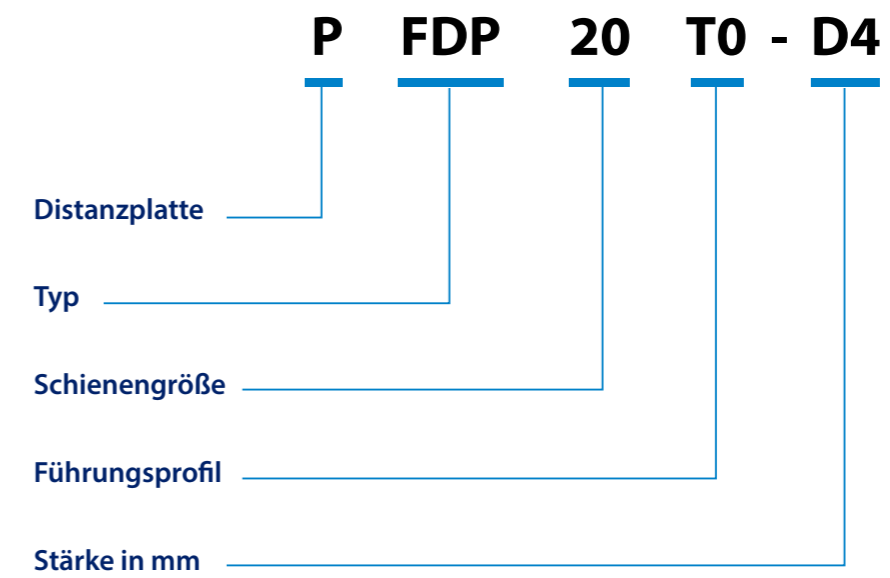 P FDP 20 T0 - D4
Distanzplatte
Typ
Schienengröße
Führungsprofil
Stärke in mm